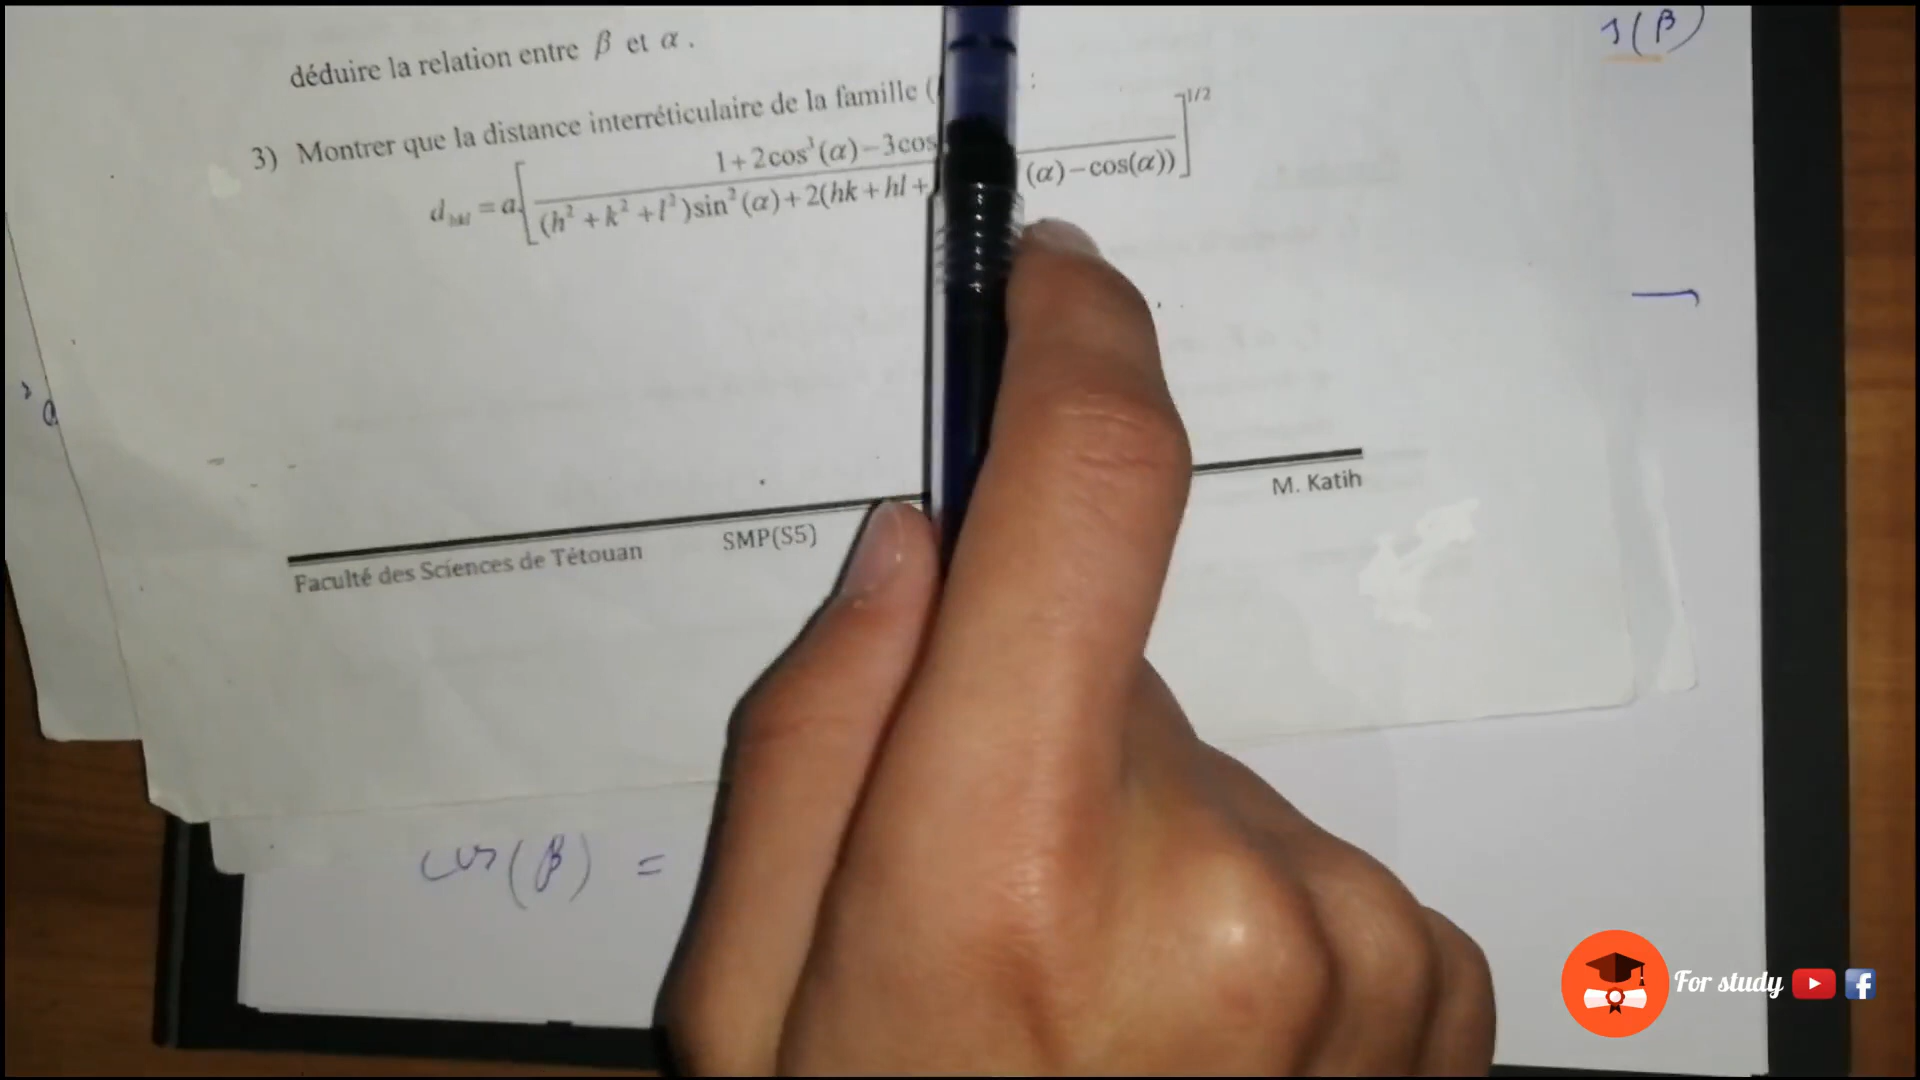 s(β)
déduire la relation entre β et α .
3) Montrer que la distance interréticulaire de la famille ( :
d_hkl = a.[ (1+2cos³(α)−3cos / (h²+k²+l²)sin²(α)+2(hk+hl+ (α)−cos(α)) ]^1/2
M. Katih
SMP(S5)
Faculté des Sciences de Tétouan
cos(β) =
For study